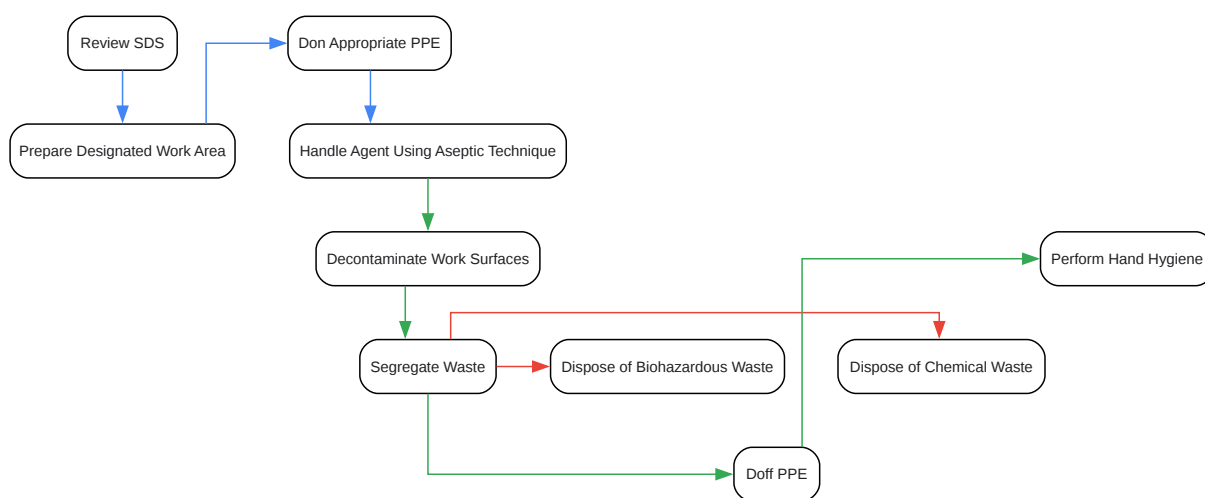 Review SDS
Don Appropriate PPE
Prepare Designated Work Area
Handle Agent Using Aseptic Technique
Decontaminate Work Surfaces
Perform Hand Hygiene
Segregate Waste
Dispose of Biohazardous Waste
Dispose of Chemical Waste
Doff PPE